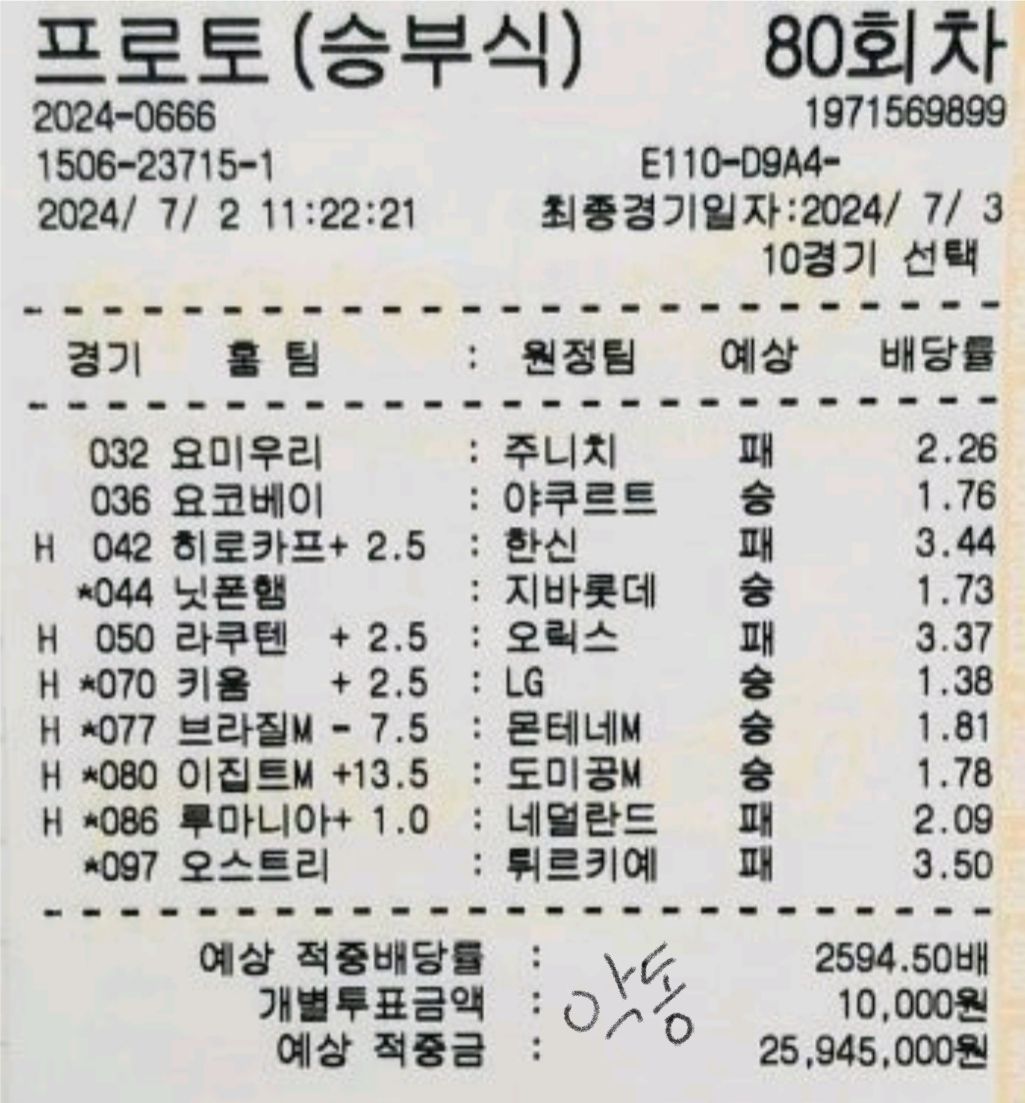 프로토(승부식) 80회차
2024-0666 1971569899
1506-23715-1 E110-D9A4-
2024/ 7/ 2 11:22:21 최종경기일자:2024/ 7/ 3
10경기 선택
경기 홈 팀 : 원정팀 예상 배당률
032 요미우리 : 주니치 패 2.26
036 요코베이 : 야쿠르트 승 1.76
H 042 히로카프+ 2.5 : 한신 패 3.44
*044 닛폰햄 : 지바롯데 승 1.73
H 050 라쿠텐 + 2.5 : 오릭스 패 3.37
H *070 키움 + 2.5 : LG 승 1.38
H *077 브라질M - 7.5 : 몬테네M 승 1.81
H *080 이집트M +13.5 : 도미공M 승 1.78
H *086 루마니아+ 1.0 : 네덜란드 패 2.09
*097 오스트리 : 튀르키예 패 3.50
예상 적중배당률 : 2594.50배
개별투표금액 : 10,000원
예상 적중금 : 25,945,000원
악동